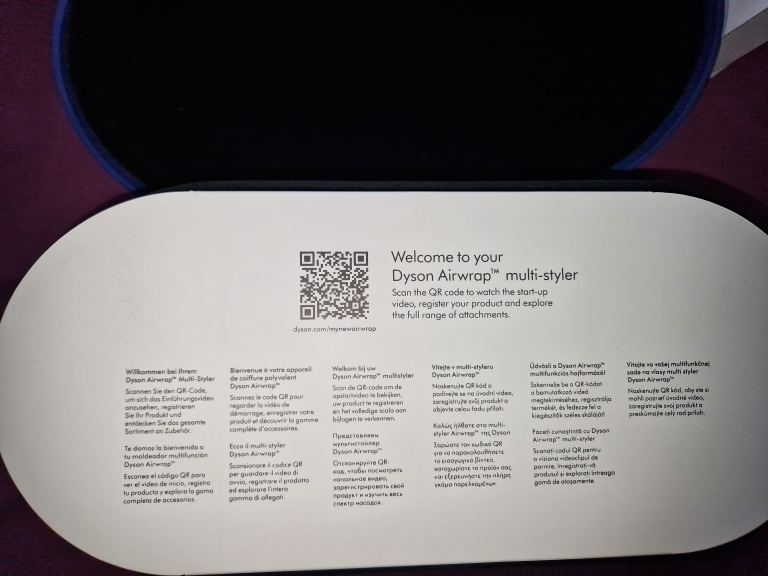 Welcome to your
Dyson Airwrap™ multi-styler
Scan the QR code to watch the start-up
video, register your product and explore
the full range of attachments.
dyson.com/mynewairwrap
Willkommen bei Ihrem
Dyson Airwrap™ Multi-Styler
Scannen Sie den QR-Code,
um sich das Einführungsvideo
anzusehen, registrieren
Sie Ihr Produkt und
entdecken Sie das gesamte
Sortiment an Zubehör.
Te damos la bienvenida a
tu moldeador multifunción
Dyson Airwrap™
Escanea el código QR para
ver el vídeo de inicio, registra
tu producto y explora la gama
completa de accesorios.
Bienvenue à votre appareil
de coiffure polyvalent
Dyson Airwrap™
Scannez le code QR pour
regarder la vidéo de
démarrage, enregistrer votre
produit et découvrir la gamme
complète d'accessoires.
Ecco il multi-styler
Dyson Airwrap™
Scansionare il codice QR
per guardare il video di
avvio, registrare il prodotto
ed esplorare l'intera
gamma di allegati.
Welkom bij uw
Dyson Airwrap™ multistyler
Scan de QR-code om de
opstartvideo te bekijken,
uw product te registreren
en het volledige scala aan
bijlagen te verkennen.
Представляем
мультистайлер
Dyson Airwrap™
Отсканируйте QR-
код, чтобы посмотреть
начальное видео,
зарегистрировать свой
продукт и изучить весь
спектр насадок.
Vítejte v multi-styleru
Dyson Airwrap™
Naskenujte QR kód a
podívejte se na úvodní video,
zaregistrujte svůj produkt a
objevte celou řadu příloh.
Καλώς ήλθατε στο multi-
styler Airwrap™ της Dyson
Σαρώστε τον κωδικό QR
για να παρακολουθήσετε
το εισαγωγικό βίντεο,
καταχωρίστε το προϊόν σας
και εξερευνήστε την πλήρη
γκάμα παρελκομένων.
Üdvözli a Dyson Airwrap™
multifunkciós hajformázó!
Szkennelje be a QR-kódot
a bemutatkozó videó
megtekintéséhez, regisztrálja
termékét, és fedezze fel a
kiegészítők széles skáláját!
Faceți cunoștință cu Dyson
Airwrap™ multi-styler
Scanați codul QR pentru
a viziona videoclipul de
pornire, înregistrați-vă
produsul și explorați întreaga
gamă de atașamente.
Vitajte vo vašej multifunkčnej
sade na vlasy multi styler
Dyson Airwrap™
Naskenujte QR kód, aby ste si
mohli pozrieť úvodné video,
zaregistrujte svoj produkt a
preskúmajte celý rad príloh.